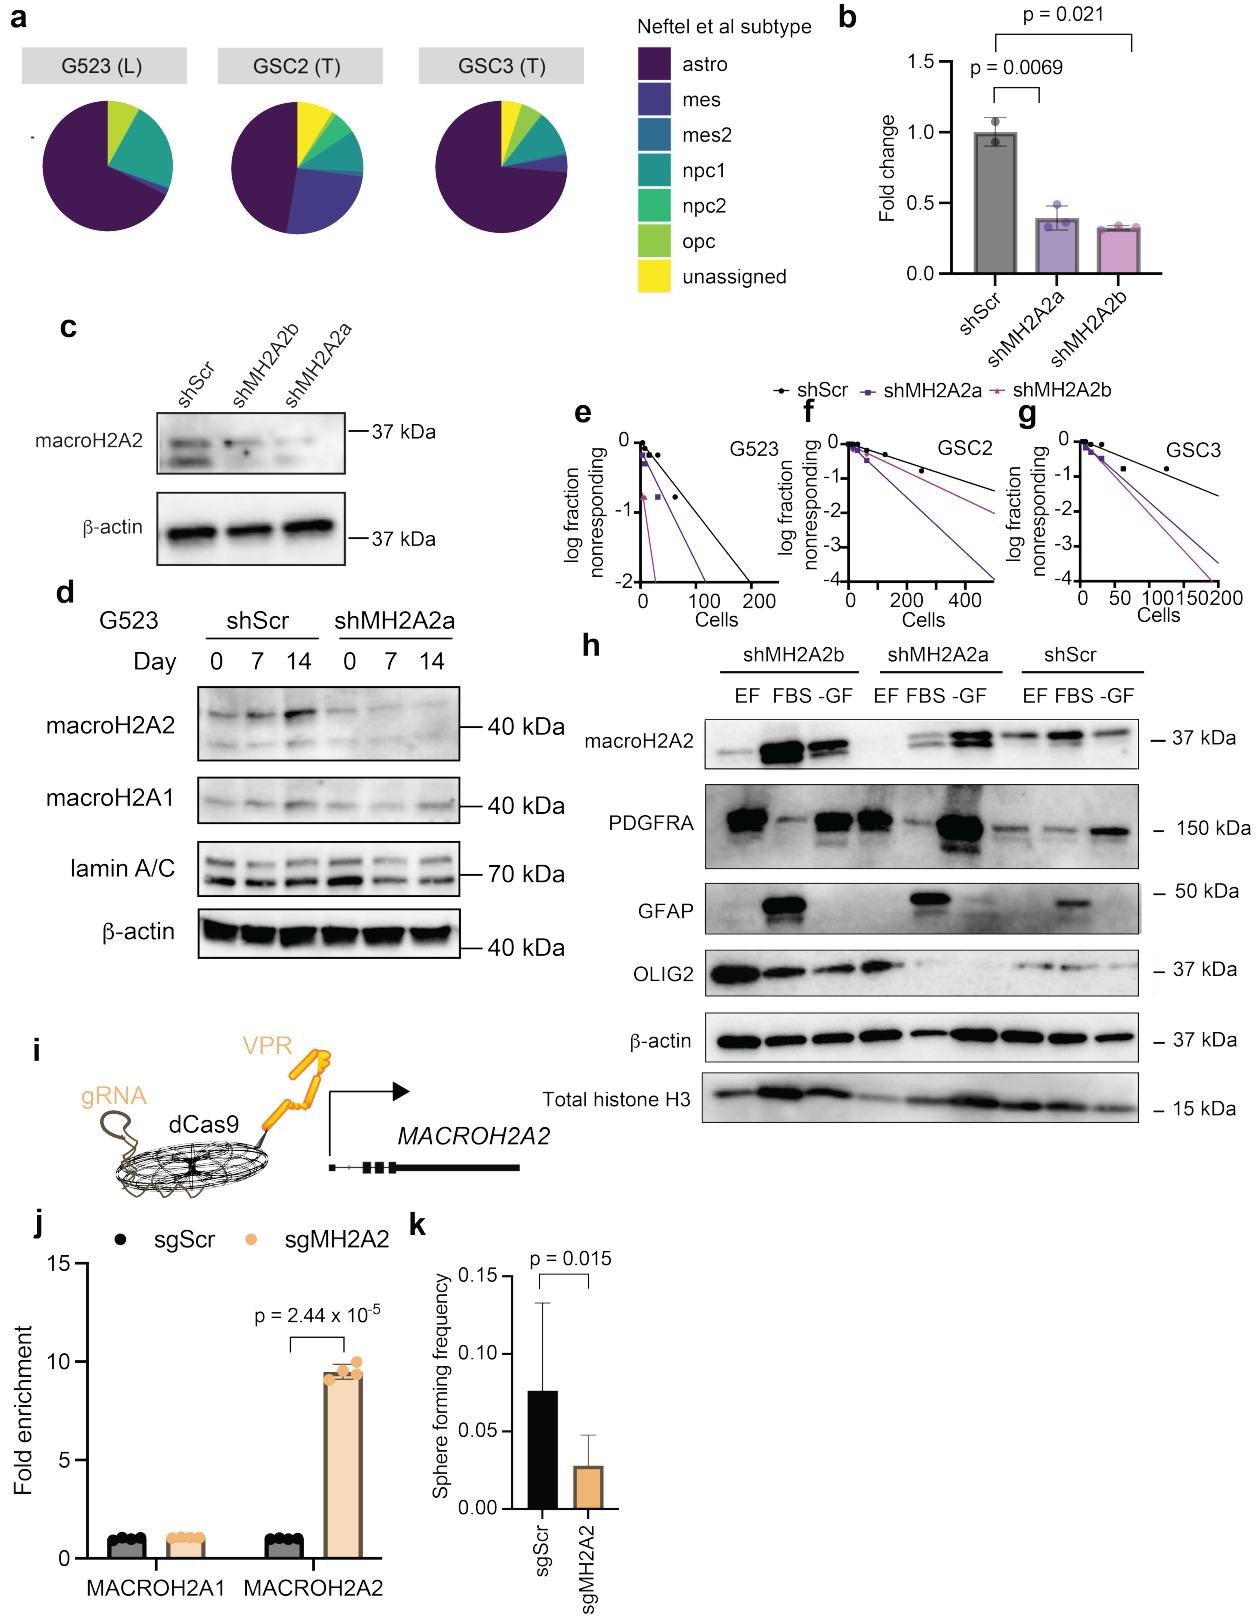 a
G523 (L)
GSC2 (T)
GSC3 (T)
Neftel et al subtype
astro
mes
mes2
npc1
npc2
opc
unassigned
b
p = 0.021
p = 0.0069
Fold change
1.5
1.0
0.5
0.0
shScr
shMH2A2a
shMH2A2b
c
shScr
shMH2A2b
shMH2A2a
macroH2A2
37 kDa
β-actin
37 kDa
shScr
shMH2A2a
shMH2A2b
e
G523
log fraction
nonresponding
0
-1
-2
0
100
200
Cells
f
GSC2
log fraction
nonresponding
0
-1
-2
-3
-4
0
200
400
Cells
g
GSC3
log fraction
nonresponding
0
-1
-2
-3
-4
0
50
100
150
200
Cells
d
G523
shScr
shMH2A2a
Day
0
7
14
0
7
14
macroH2A2
40 kDa
macroH2A1
40 kDa
lamin A/C
70 kDa
β-actin
40 kDa
h
shMH2A2b
shMH2A2a
shScr
EF FBS -GF
EF FBS -GF
EF FBS -GF
macroH2A2
37 kDa
PDGFRA
150 kDa
GFAP
50 kDa
OLIG2
37 kDa
β-actin
37 kDa
Total histone H3
15 kDa
i
VPR
gRNA
dCas9
MACROH2A2
j
sgScr
sgMH2A2
p = 2.44 x 10-5
Fold enrichment
15
10
5
0
MACROH2A1
MACROH2A2
k
p = 0.015
Sphere forming frequency
0.15
0.10
0.05
0.00
sgScr
sgMH2A2